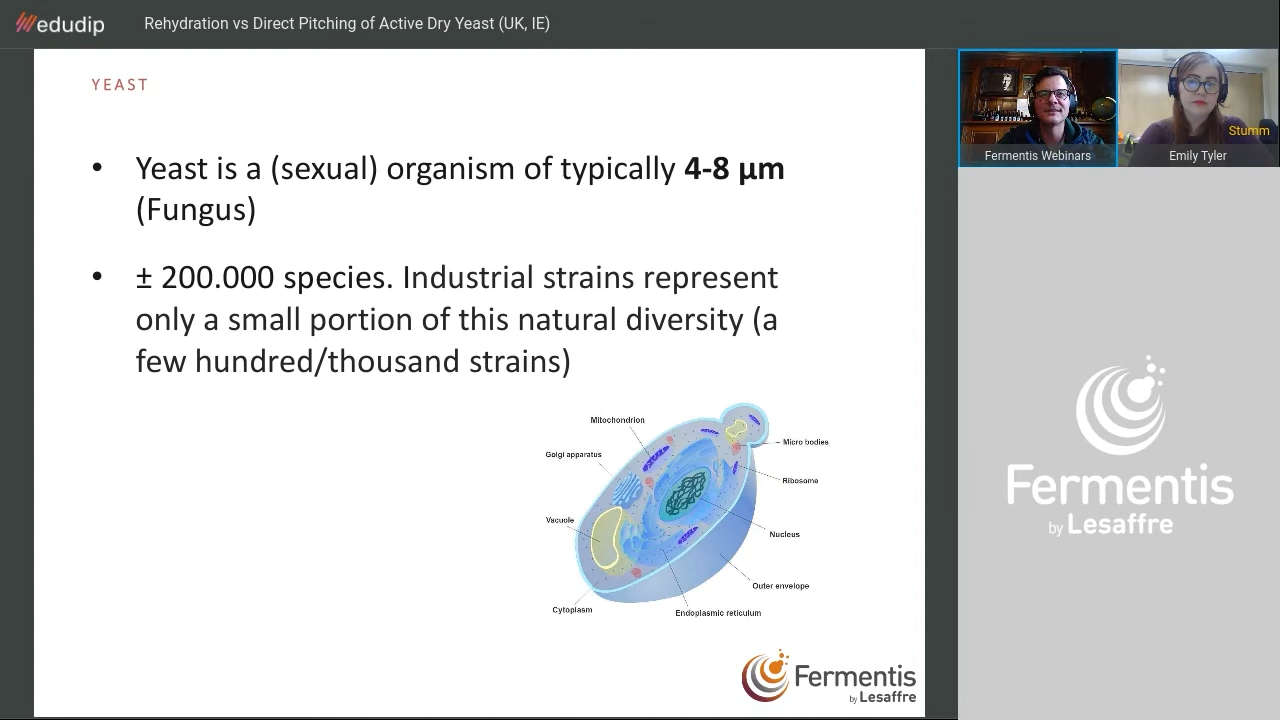 edudip
Rehydration vs Direct Pitching of Active Dry Yeast (UK, IE)
YEAST
• Yeast is a (sexual) organism of typically 4-8 µm
(Fungus)
• ± 200.000 species. Industrial strains represent
only a small portion of this natural diversity (a
few hundred/thousand strains)
Mitochondrion
Micro bodies
Golgi apparatus
Ribosome
Vacuole
Nucleus
Outer envelope
Cytoplasm
Endoplasmic reticulum
Fermentis
by Lesaffre
Stumm
Fermentis Webinars
Emily Tyler
Fermentis
by Lesaffre